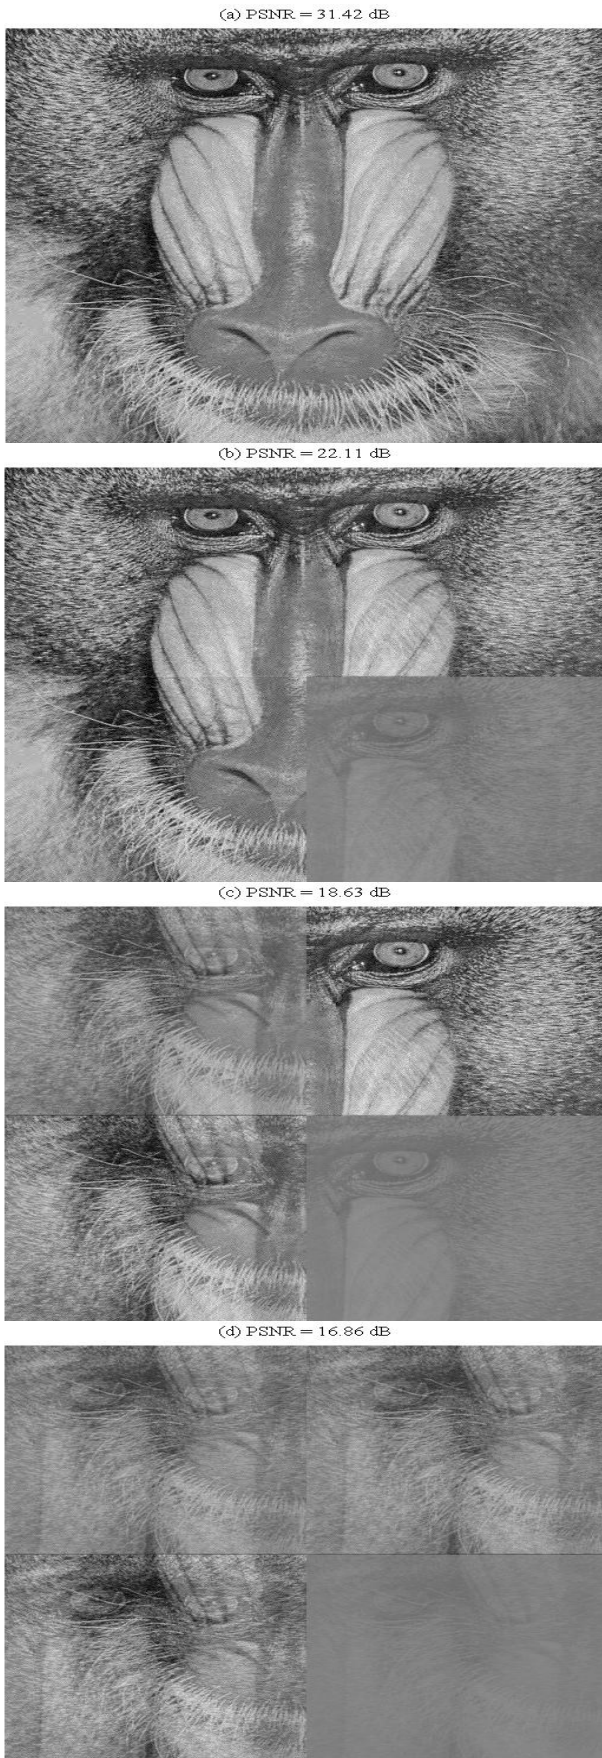 (a) PSNR = 31.42 dB
(b) PSNR = 22.11 dB
(c) PSNR = 18.63 dB
(d) PSNR = 16.86 dB